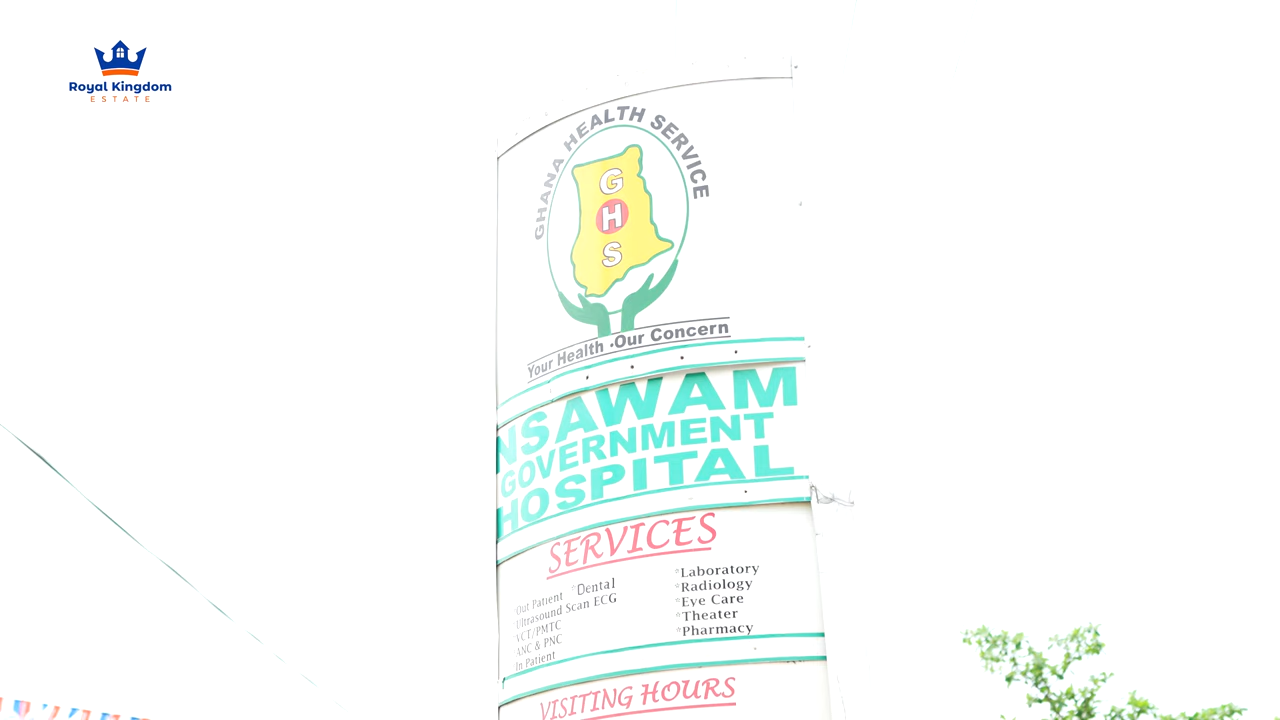 Royal Kingdom
ESTATE
GHANA HEALTH SERVICE
G
H
S
Your Health · Our Concern
NSAWAM
GOVERNMENT
HOSPITAL
SERVICES
*Out Patient *Dental
*Ultrasound Scan ECG
*VCT/PMTC
*ANC & PNC
*In Patient
*Laboratory
*Radiology
*Eye Care
*Theater
*Pharmacy
VISITING HOURS